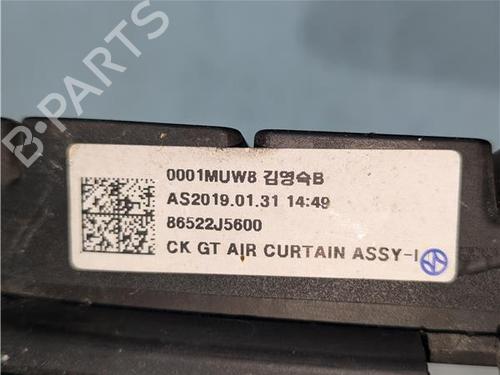 B-PARTS
0001MUW8 김영숙B
AS2019.01.31 14:49
86522J5600
CK GT AIR CURTAIN ASSY-